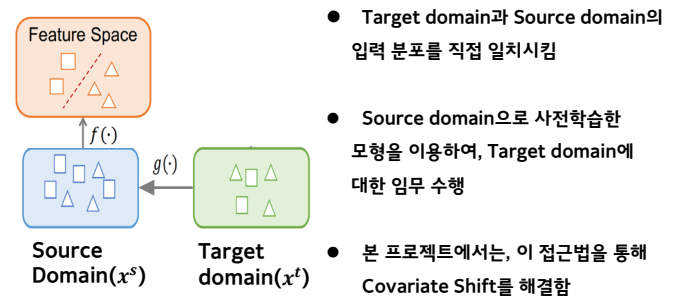 Feature Space
f(·)
g(·)
Source
Domain(xˢ)
Target
domain(xᵗ)
● Target domain과 Source domain의
입력 분포를 직접 일치시킴
● Source domain으로 사전학습한
모형을 이용하여, Target domain에
대한 임무 수행
● 본 프로젝트에서는, 이 접근법을 통해
Covariate Shift를 해결함